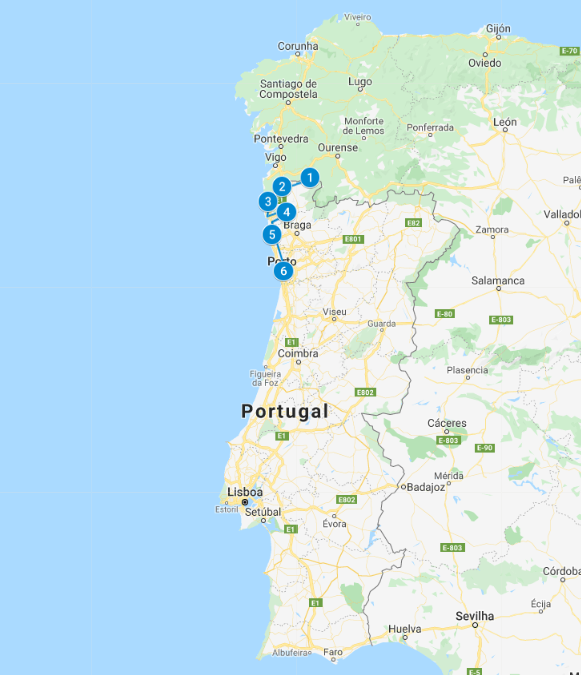 Viveiro
Gijón
Corunha
E-70
Oviedo
Santiago de
Compostela
Lugo
León
Monforte
de Lemos
Ponferrada
Pontevedra
Ourense
Vigo
1
2
3
4
5
6
Braga
Porto
E801
E82
Zamora
Valladol
Salamanca
E-80
E-803
Viseu
Guarda
E1
Coimbra
Figueira
da Foz
Plasencia
E802
Portugal
E1
Cáceres
E-803
E-90
Mérida
Badajoz
Lisboa
Estoril
Setúbal
E802
Évora
E1
E-803
Córdoba
E1
Écija
Sevilha
Huelva
Albufeira
Faro
E-5